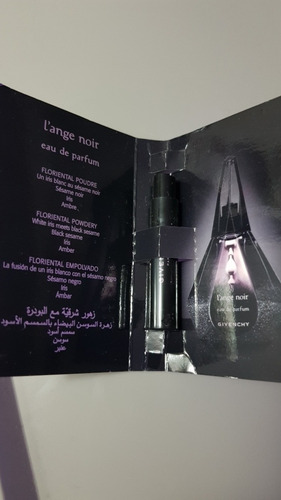 l'ange noir
eau de parfum
FLORIENTAL POUDRE
Un iris blanc au sésame noir
Sésame noir
Iris
Ambre
FLORIENTAL POWDERY
White iris meets black sesame
Black sesame
Iris
Ambar
FLORIENTAL EMPOLVADO
La fusión de un iris blanco con el sésamo negro
Sésamo negro
Iris
Ámbar
زهور شرقية مع البودرة
زهرة السوسن البيضاء بالسمسم الأسود
سمسم أسود
سوسن
عنبر
l'ange noir
eau de parfum
GIVENCHY